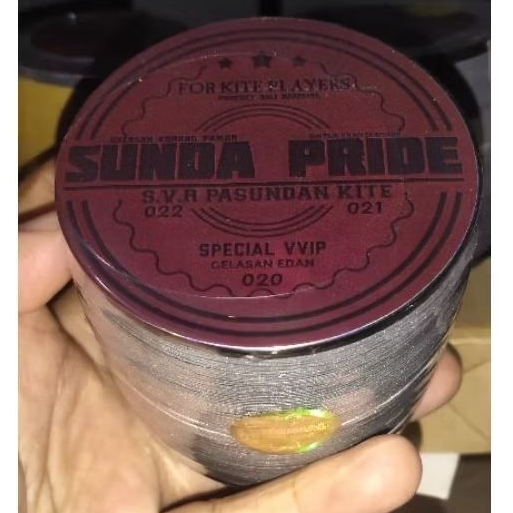 FOR KITE PLAYERS
SUNDA PRIDE
S.V.R PASUNDAN KITE
022 021
SPECIAL VVIP
GELASAN EDAN
020